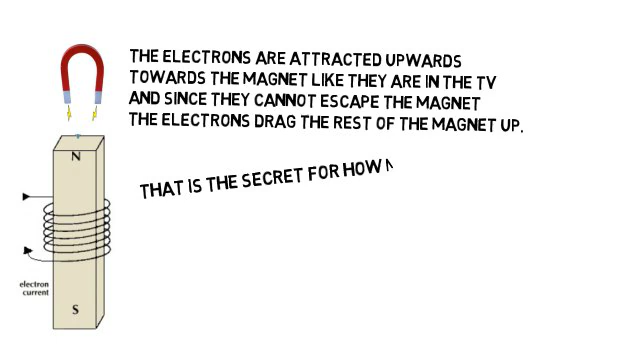 THE ELECTRONS ARE ATTRACTED UPWARDS
TOWARDS THE MAGNET LIKE THEY ARE IN THE TV
AND SINCE THEY CANNOT ESCAPE THE MAGNET
THE ELECTRONS DRAG THE REST OF THE MAGNET UP.
THAT IS THE SECRET FOR HOW
N
electron
current
S